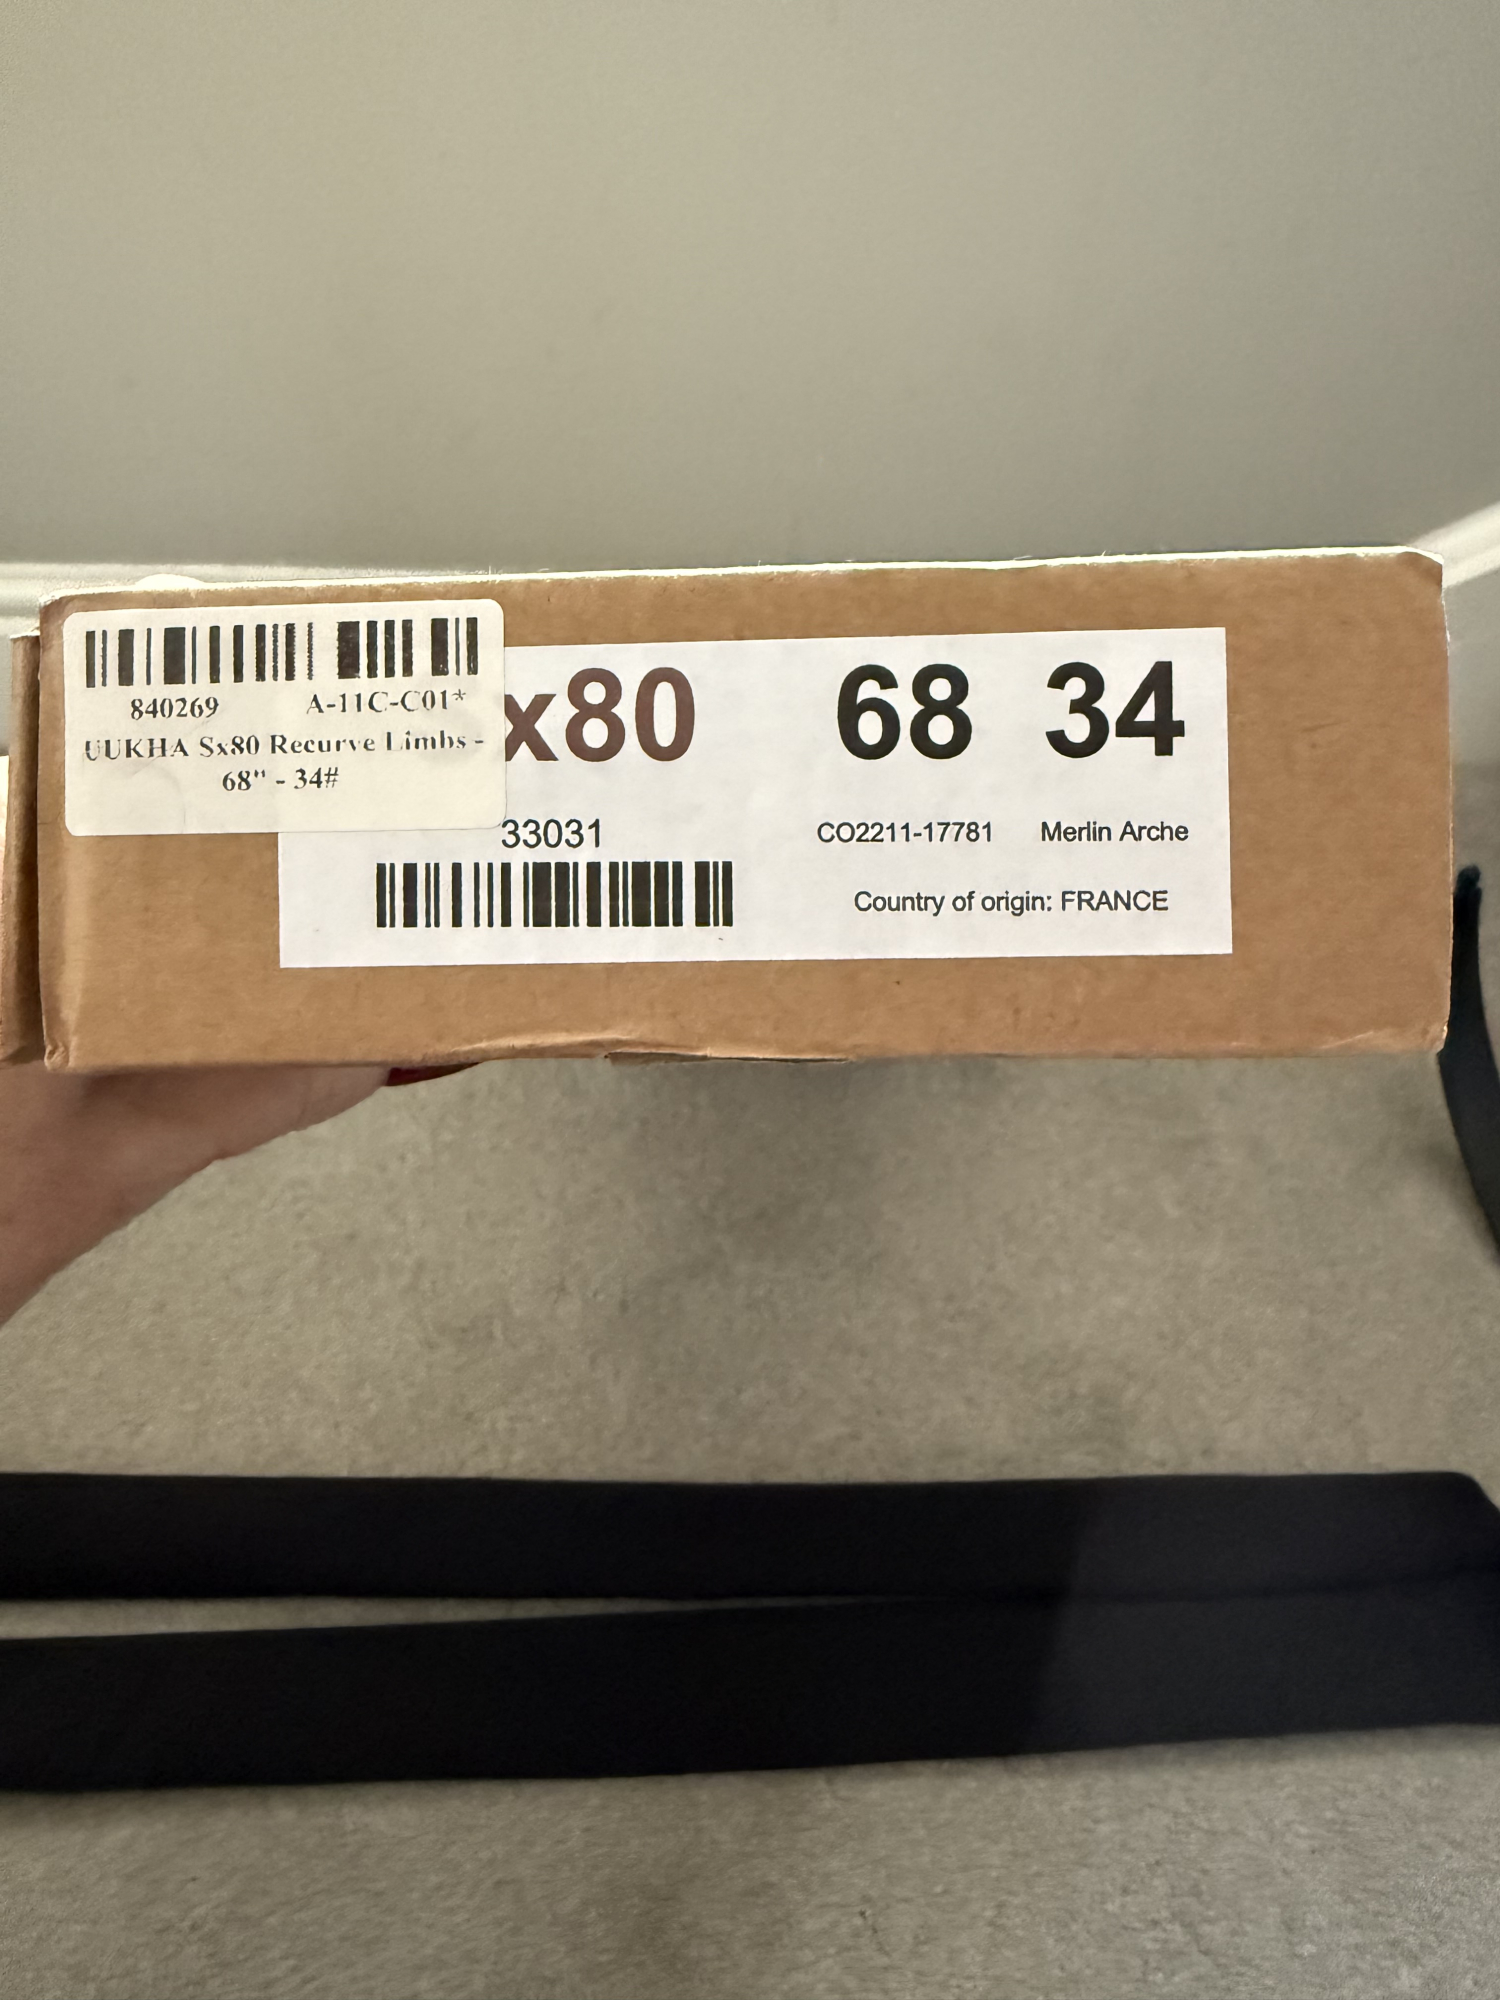 840269 A-11C-C01*
UUKHA Sx80 Recurve Limbs -
68" - 34#
x80 68 34
33031 CO2211-17781 Merlin Arche
Country of origin: FRANCE